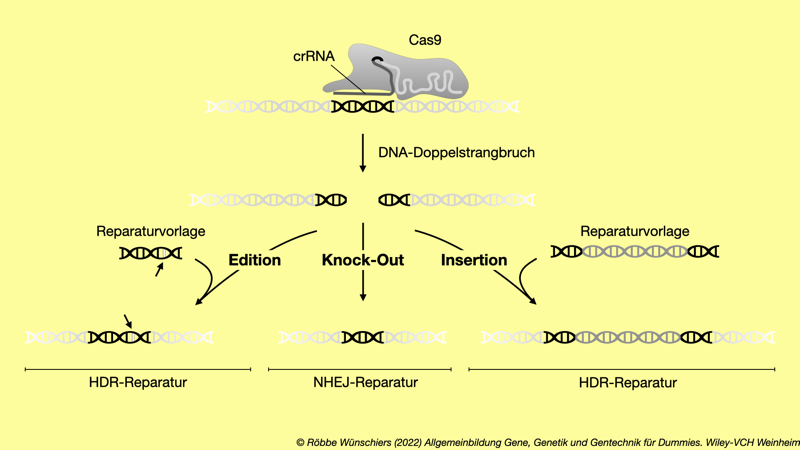 Cas9
crRNA
DNA-Doppelstrangbruch
Reparaturvorlage
Reparaturvorlage
Edition
Knock-Out
Insertion
HDR-Reparatur
NHEJ-Reparatur
HDR-Reparatur
© Röbbe Wünschiers (2022) Allgemeinbildung Gene, Genetik und Gentechnik für Dummies. Wiley-VCH Weinheim